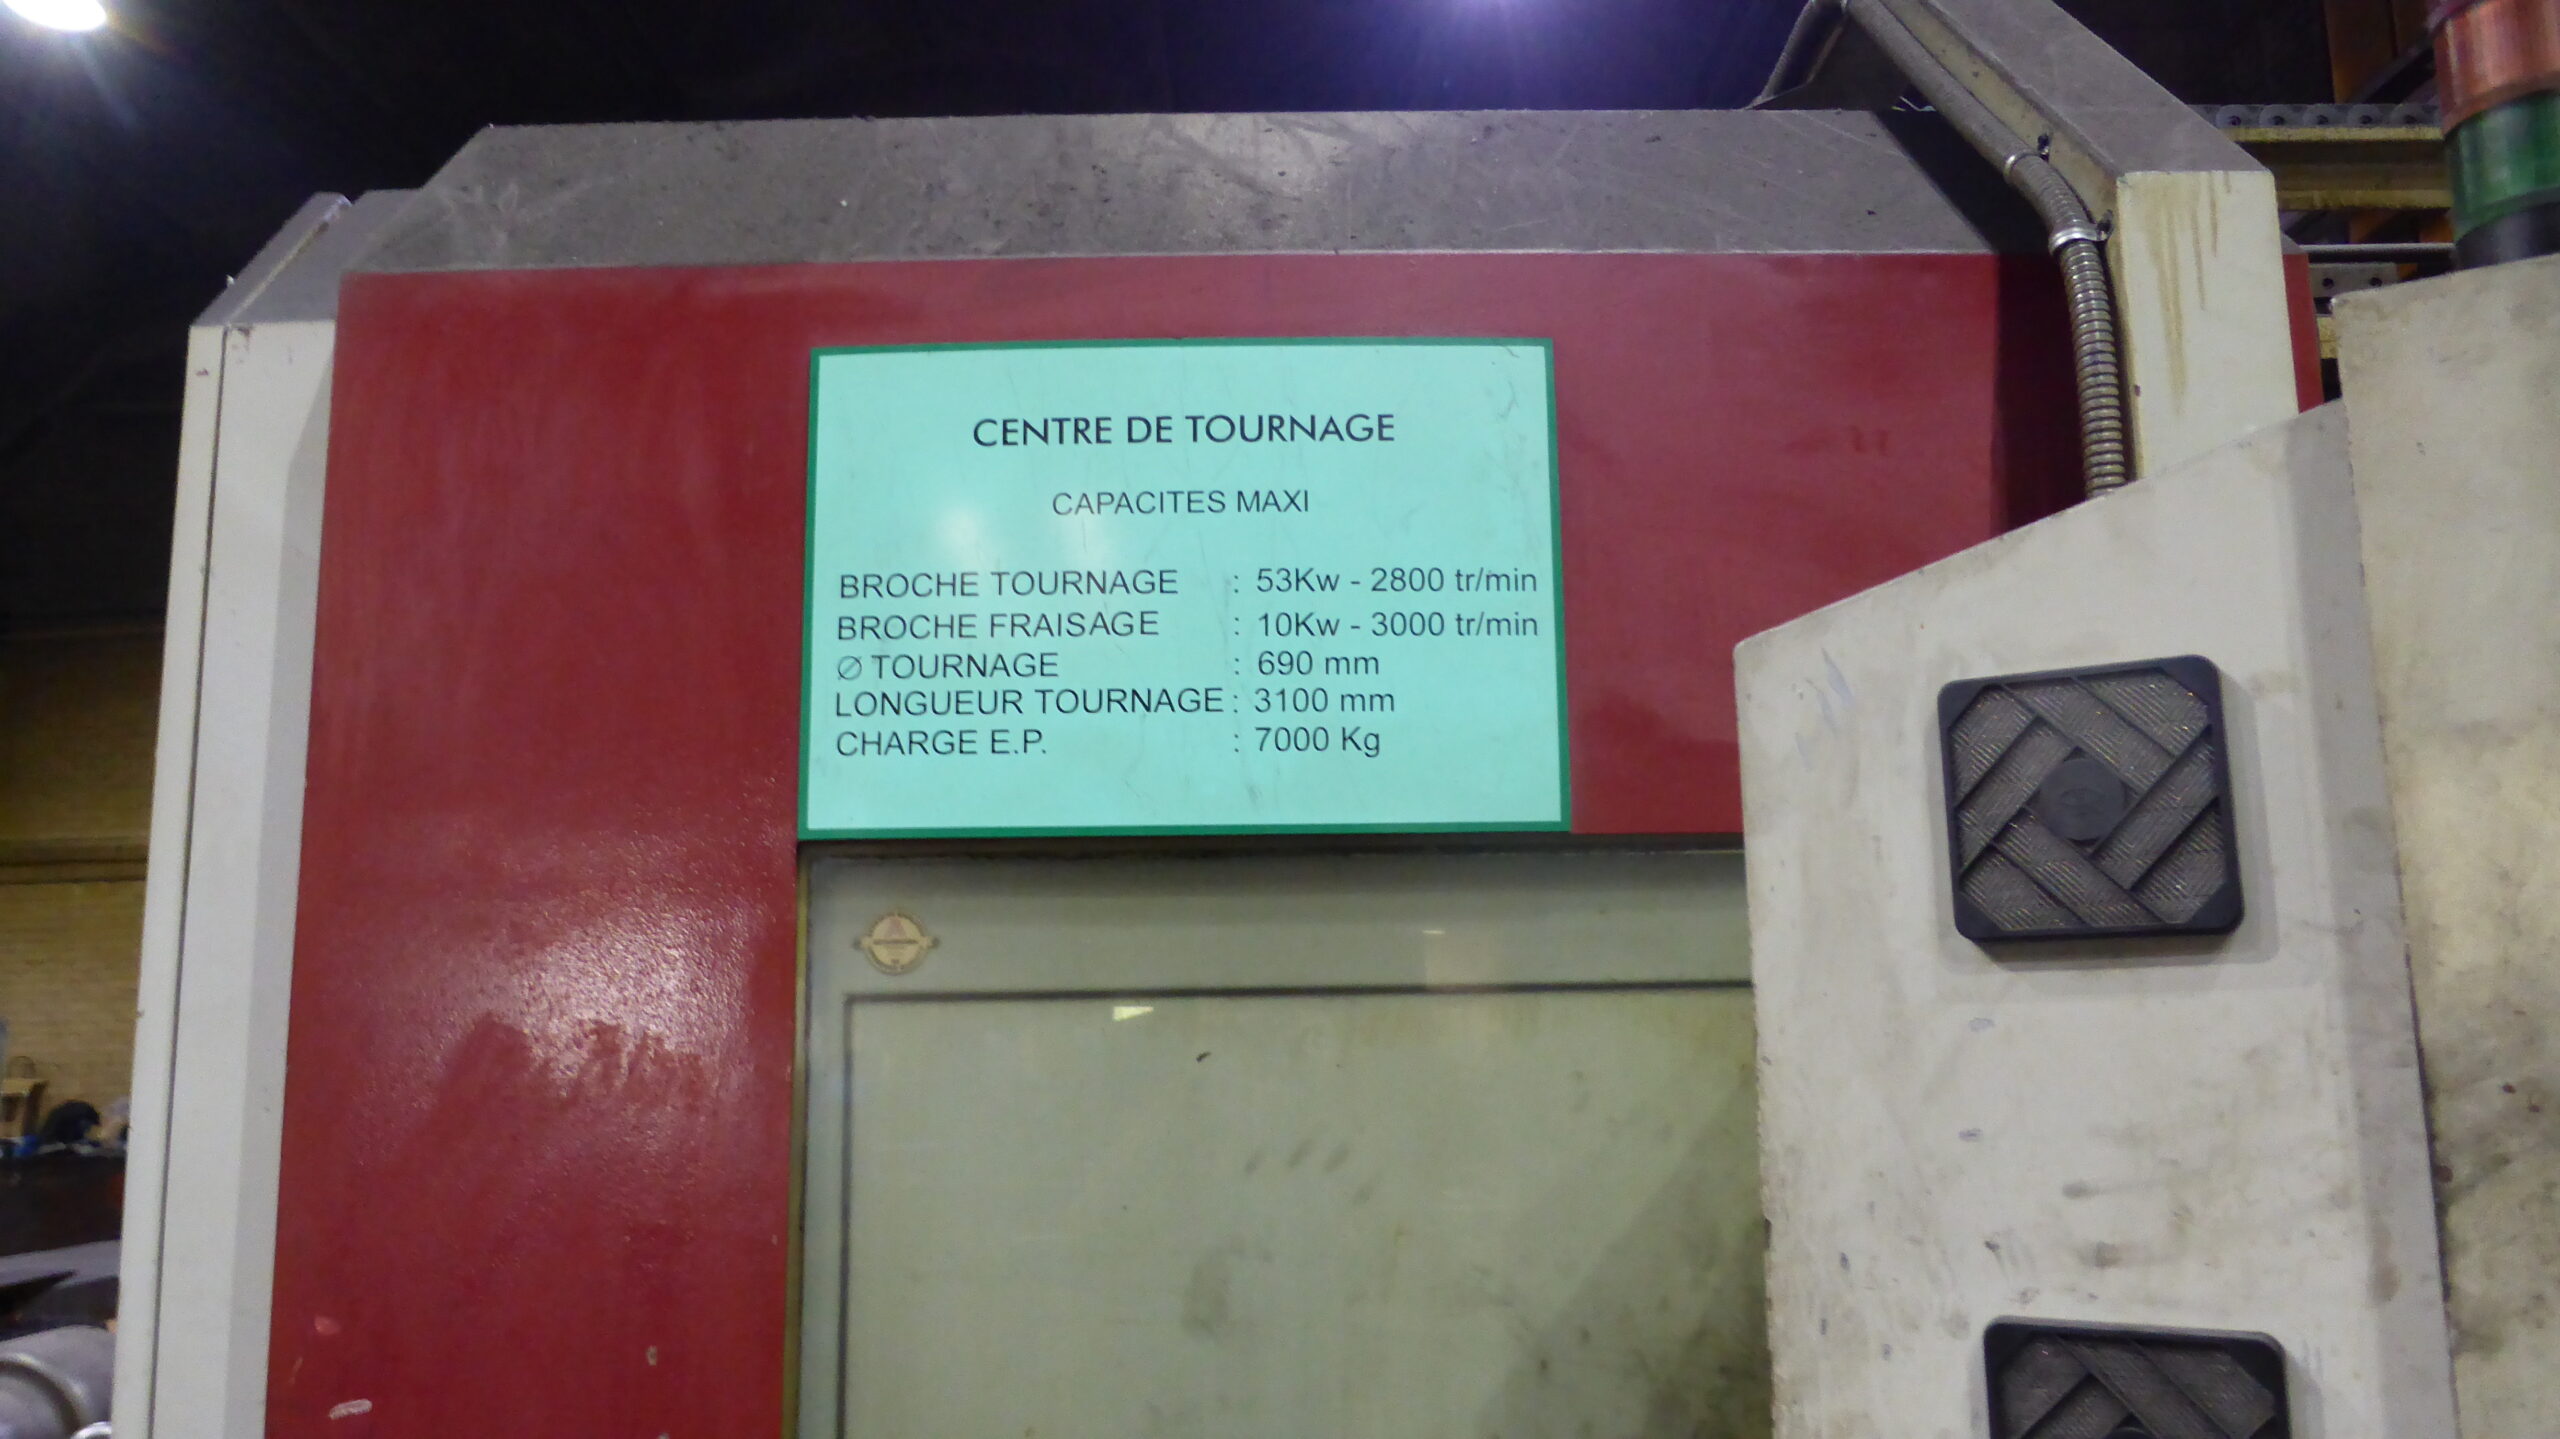 CENTRE DE TOURNAGE
CAPACITES MAXI
BROCHE TOURNAGE : 53Kw - 2800 tr/min
BROCHE FRAISAGE : 10Kw - 3000 tr/min
Ø TOURNAGE : 690 mm
LONGUEUR TOURNAGE : 3100 mm
CHARGE E.P. : 7000 Kg